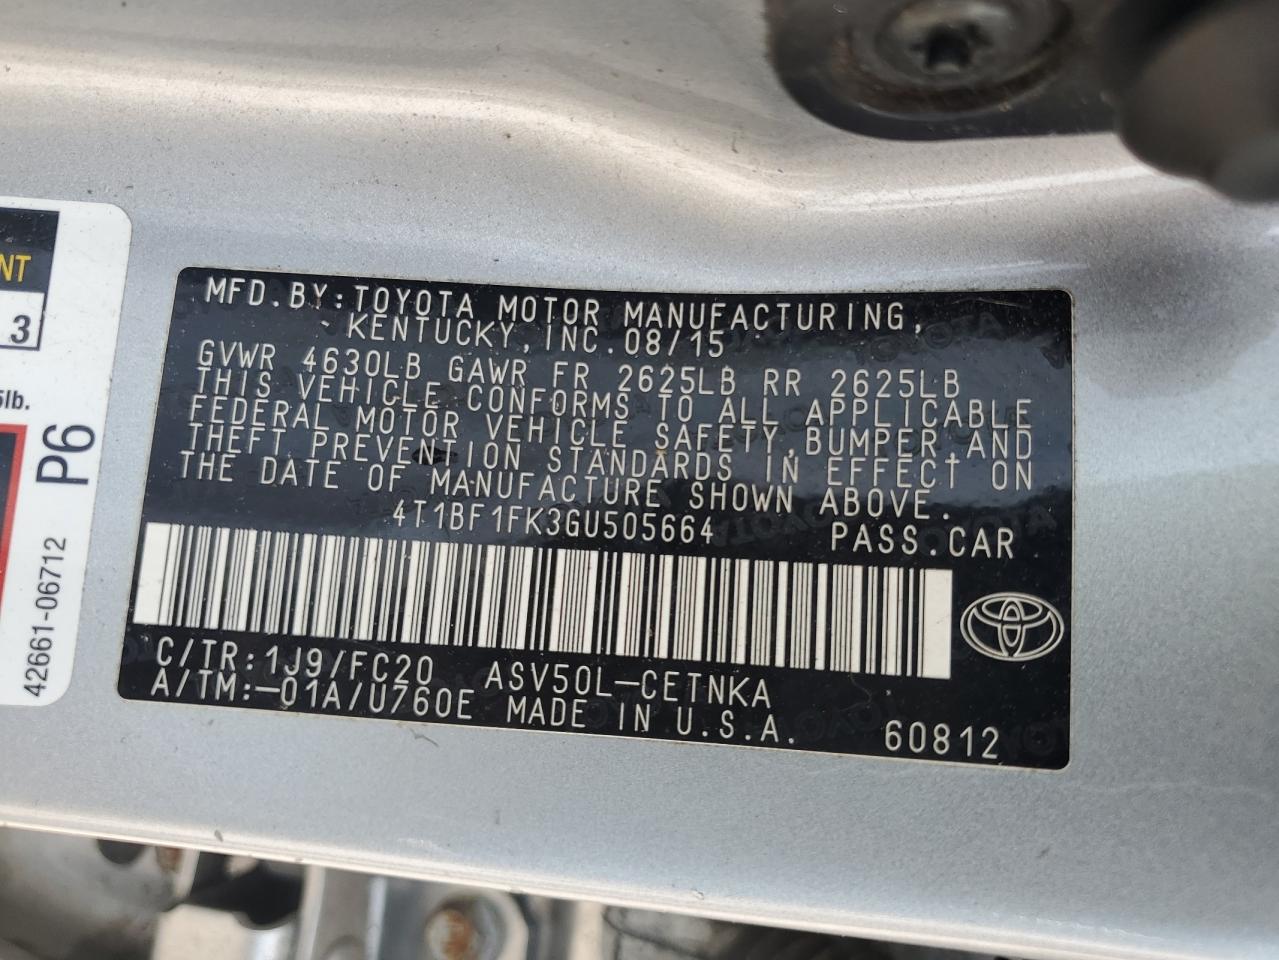 NT
3
5lb.
P6
42661-06712
MFD.BY:TOYOTA MOTOR MANUFACTURING,
KENTUCKY,INC.08/15
GVWR 4630LB GAWR FR 2625LB RR 2625LB
THIS VEHICLE CONFORMS TO ALL APPLICABLE
FEDERAL MOTOR VEHICLE SAFETY,BUMPER,AND
THEFT PREVENTION STANDARDS IN EFFECT ON
THE DATE OF MANUFACTURE SHOWN ABOVE.
4T1BF1FK3GU505664 PASS.CAR
C/TR:1J9/FC20 ASV50L-CETNKA
A/TM:-01A/U760E MADE IN U.S.A. 60812